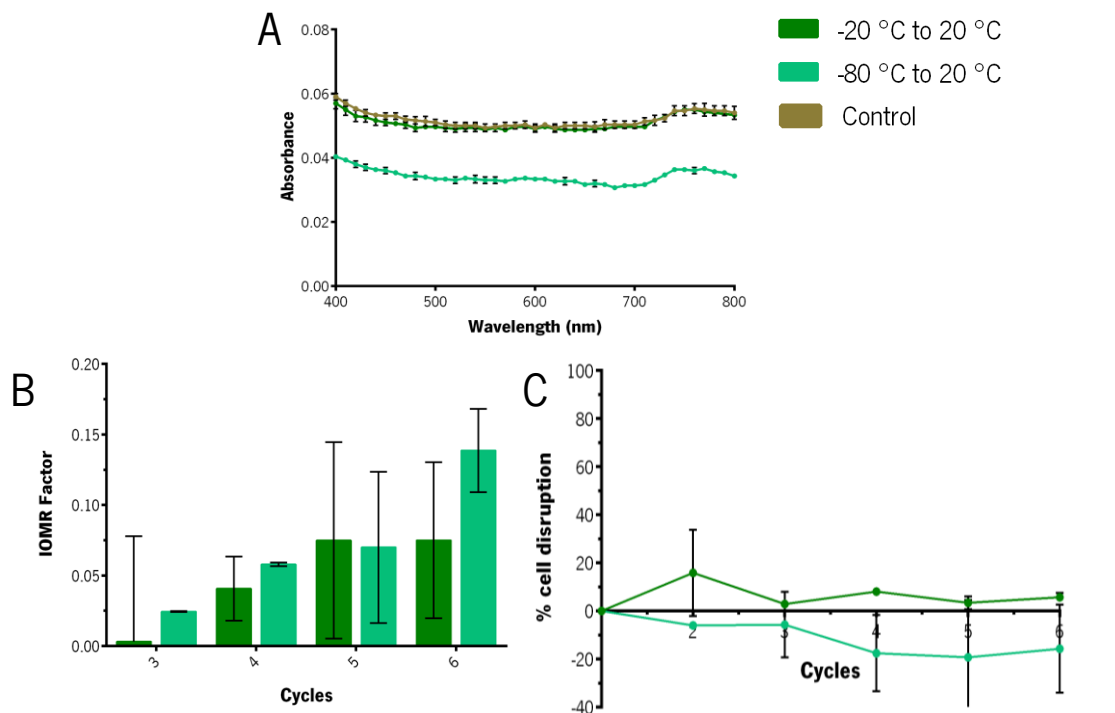 A
-20 °C to 20 °C
-80 °C to 20 °C
Control
0.08
0.06
0.04
0.02
0.00
Absorbance
400 500 600 700 800
Wavelength (nm)
B
0.20
0.15
0.10
0.05
0.00
IOMR Factor
3 4 5 6
Cycles
C
100
80
60
40
20
0
-20
-40
% cell disruption
2 3 4 5 6
Cycles